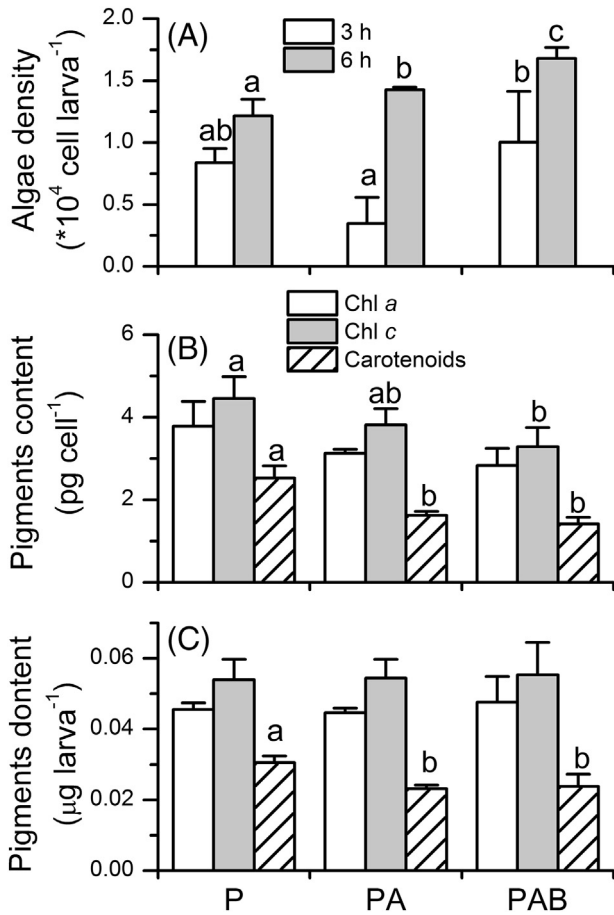 (A)
3 h
6 h
Algae density
(*10⁴ cell larva⁻¹)
2.0
1.5
1.0
0.5
0.0
ab
a
a
b
b
c
Chl a
Chl c
Carotenoids
(B)
Pigments content
(pg cell⁻¹)
6
4
2
0
a
a
ab
b
b
b
(C)
Pigments dontent
(μg larva⁻¹)
0.06
0.04
0.02
0.00
a
b
b
P PA PAB